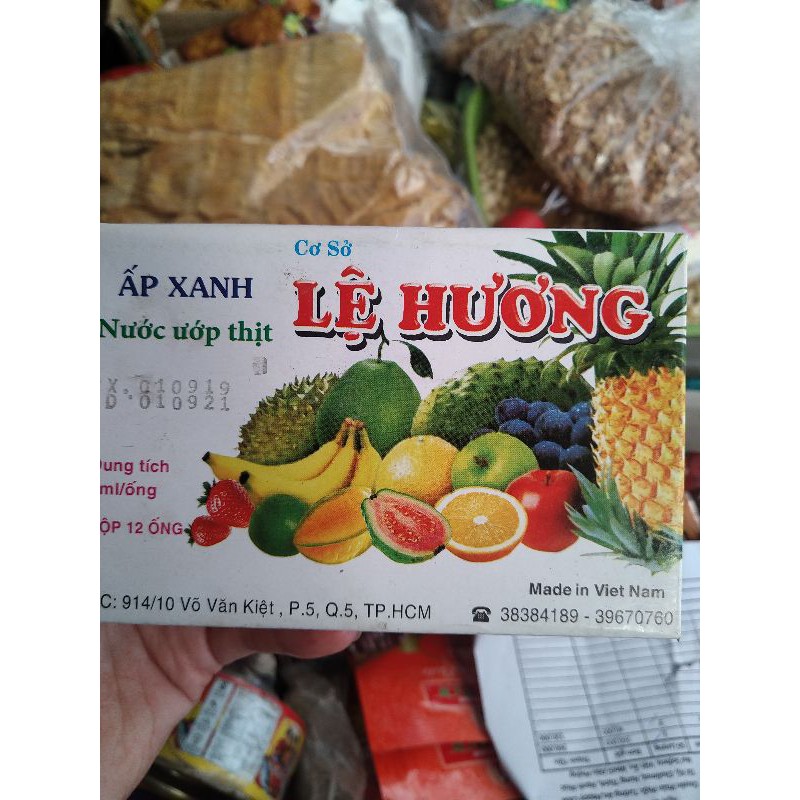 Cơ Sở
LỆ HƯƠNG
ẤP XANH
Nước ướp thịt
X. 010919
D. 010921
Dung tích
ml/ống
HỘP 12 ỐNG
Made in Viet Nam
C: 914/10 Võ Văn Kiệt , P.5, Q.5, TP.HCM
☎ 38384189 - 39670760